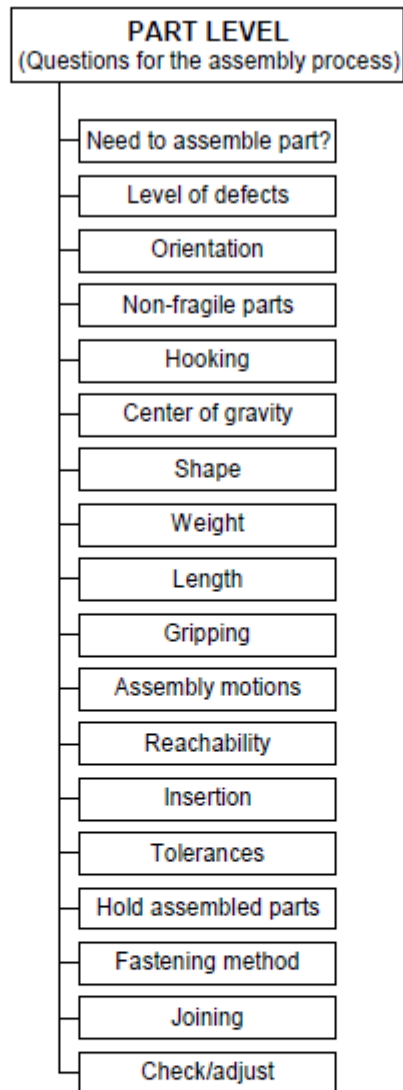 PART LEVEL
(Questions for the assembly process)
Need to assemble part?
Level of defects
Orientation
Non-fragile parts
Hooking
Center of gravity
Shape
Weight
Length
Gripping
Assembly motions
Reachability
Insertion
Tolerances
Hold assembled parts
Fastening method
Joining
Check/adjust